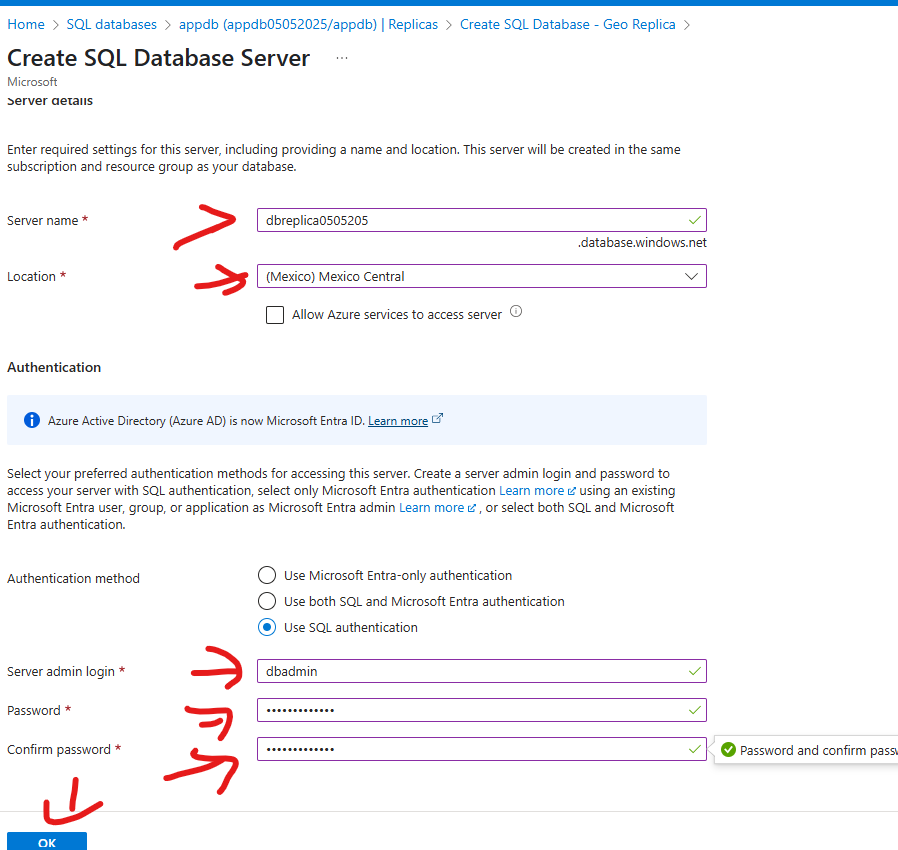 Home > SQL databases > appdb (appdb05052025/appdb) | Replicas > Create SQL Database - Geo Replica >
Create SQL Database Server ...
Microsoft
Server details
Enter required settings for this server, including providing a name and location. This server will be created in the same
subscription and resource group as your database.
Server name *
dbreplica0505205
.database.windows.net
Location *
(Mexico) Mexico Central
Allow Azure services to access server
Authentication
Azure Active Directory (Azure AD) is now Microsoft Entra ID. Learn more
Select your preferred authentication methods for accessing this server. Create a server admin login and password to
access your server with SQL authentication, select only Microsoft Entra authentication Learn more using an existing
Microsoft Entra user, group, or application as Microsoft Entra admin Learn more , or select both SQL and Microsoft
Entra authentication.
Authentication method
Use Microsoft Entra-only authentication
Use both SQL and Microsoft Entra authentication
Use SQL authentication
Server admin login *
dbadmin
Password *
•••••••••••••
Confirm password *
•••••••••••••
Password and confirm
OK